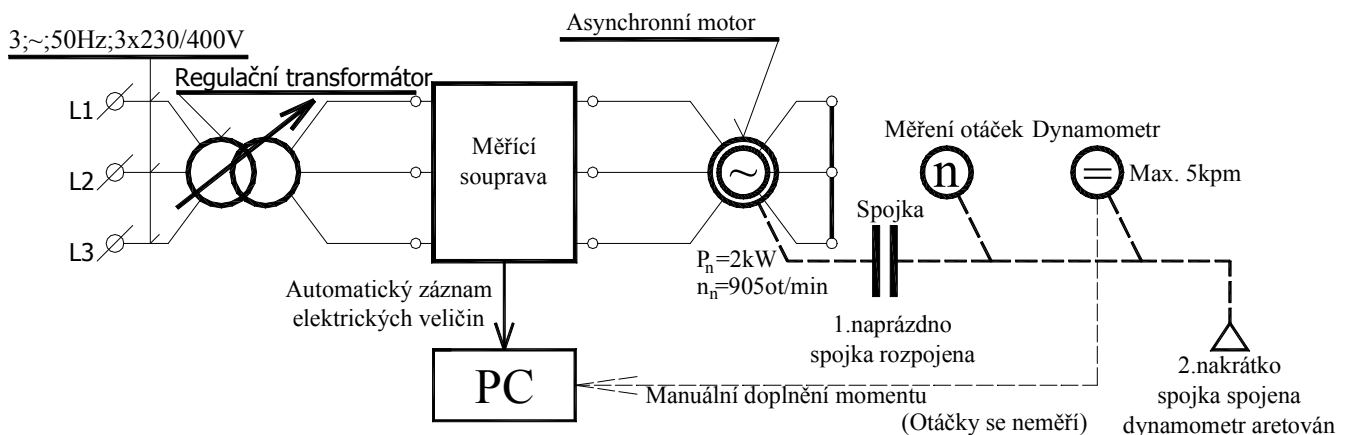 Asynchronní motor
3;~;50Hz;3x230/400V
Regulační transformátor
L1
L2
L3
Měřící
souprava
~
Měření otáček
n
Dynamometr
=
Max. 5kpm
Spojka
Pn=2kW
nn=905ot/min
Automatický záznam
elektrických veličin
1.naprázdno
spojka rozpojena
PC
Manuální doplnění momentu
(Otáčky se neměří)
2.nakrátko
spojka spojena
dynamometr aretován